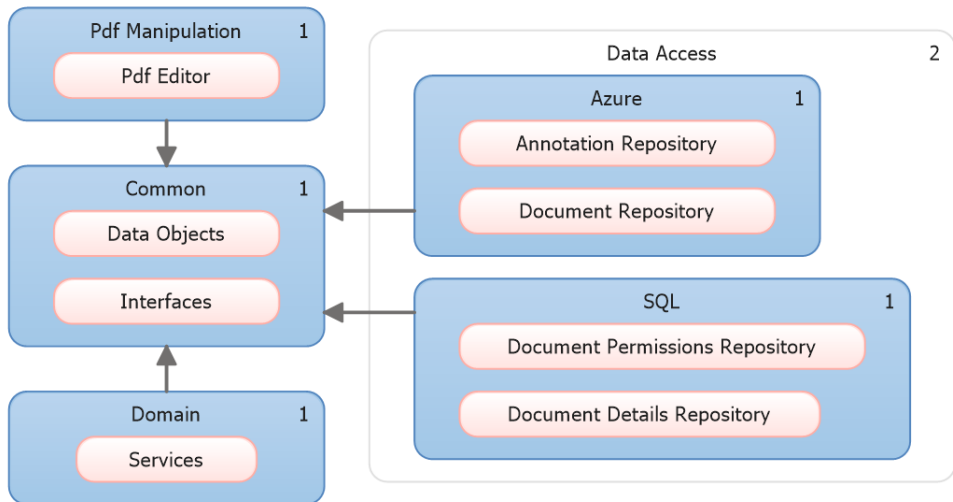 Pdf Manipulation 1
Pdf Editor
Common 1
Data Objects
Interfaces
Domain 1
Services
Data Access 2
Azure 1
Annotation Repository
Document Repository
SQL 1
Document Permissions Repository
Document Details Repository